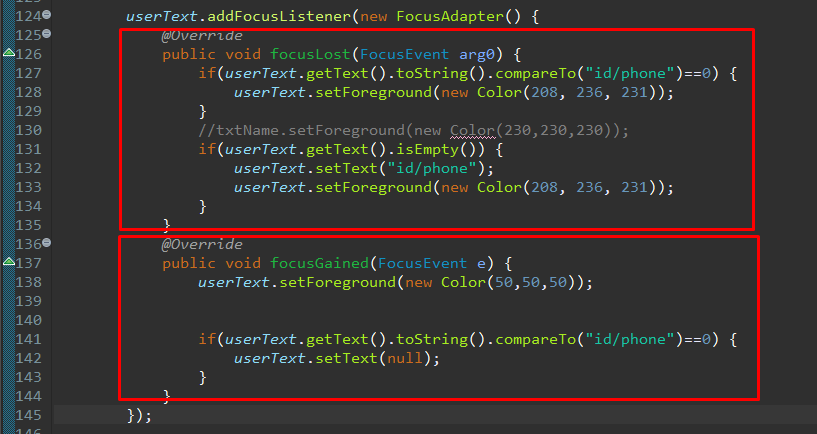 124 userText.addFocusListener(new FocusAdapter() {
125 @Override
126 public void focusLost(FocusEvent arg0) {
127 if(userText.getText().toString().compareTo("id/phone")==0) {
128 userText.setForeground(new Color(208, 236, 231));
129 }
130 //txtName.setForeground(new Color(230,230,230));
131 if(userText.getText().isEmpty()) {
132 userText.setText("id/phone");
133 userText.setForeground(new Color(208, 236, 231));
134 }
135 }
136 @Override
137 public void focusGained(FocusEvent e) {
138 userText.setForeground(new Color(50,50,50));
139
140
141 if(userText.getText().toString().compareTo("id/phone")==0) {
142 userText.setText(null);
143 }
144 }
145 });